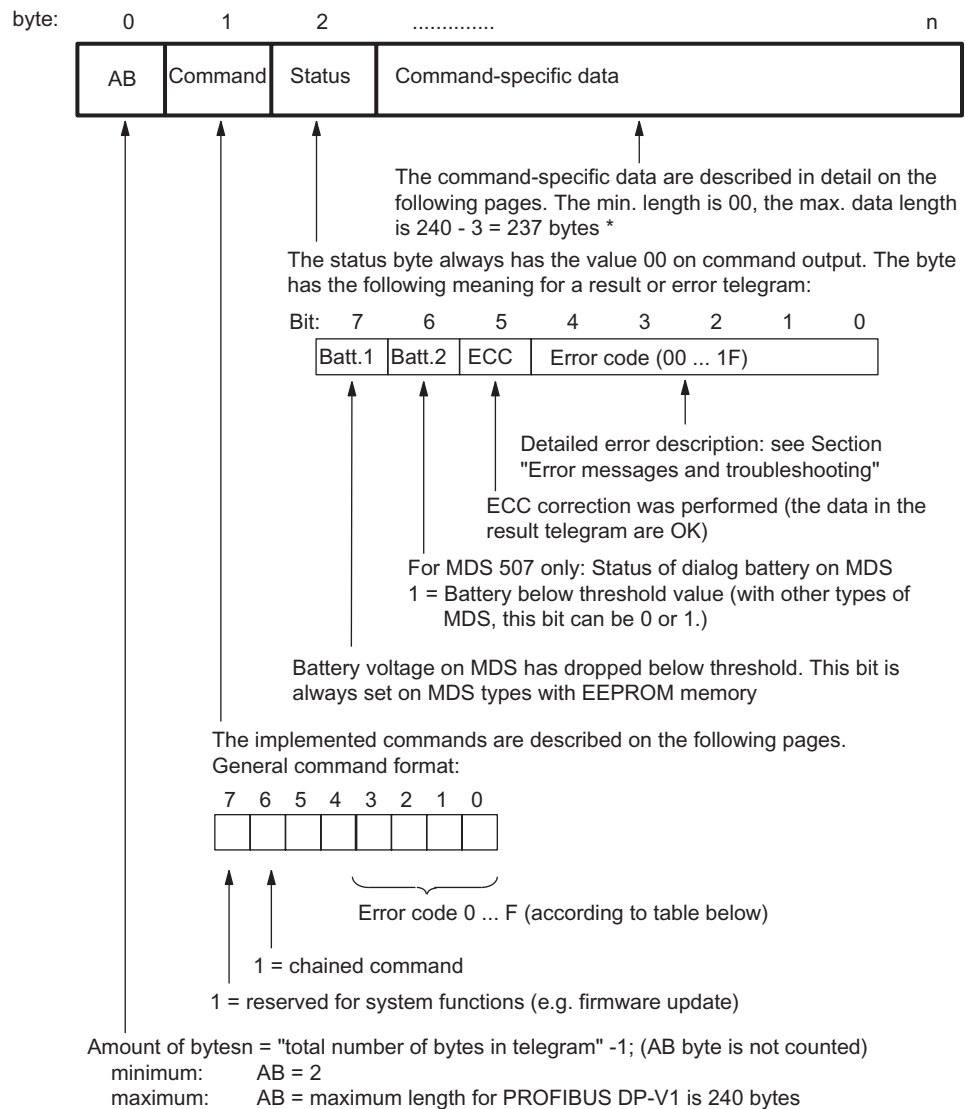 byte: 0 1 2 .............. n
AB Command Status Command-specific data
The command-specific data are described in detail on the
following pages. The min. length is 00, the max. data length
is 240 - 3 = 237 bytes *
The status byte always has the value 00 on command output. The byte
has the following meaning for a result or error telegram:
Bit: 7 6 5 4 3 2 1 0
Batt.1 Batt.2 ECC Error code (00 ... 1F)
Detailed error description: see Section
"Error messages and troubleshooting"
ECC correction was performed (the data in the
result telegram are OK)
For MDS 507 only: Status of dialog battery on MDS
1 = Battery below threshold value (with other types of
MDS, this bit can be 0 or 1.)
Battery voltage on MDS has dropped below threshold. This bit is
always set on MDS types with EEPROM memory
The implemented commands are described on the following pages.
General command format:
7 6 5 4 3 2 1 0
Error code 0 ... F (according to table below)
1 = chained command
1 = reserved for system functions (e.g. firmware update)
Amount of bytesn = "total number of bytes in telegram" -1; (AB byte is not counted)
minimum: AB = 2
maximum: AB = maximum length for PROFIBUS DP-V1 is 240 bytes